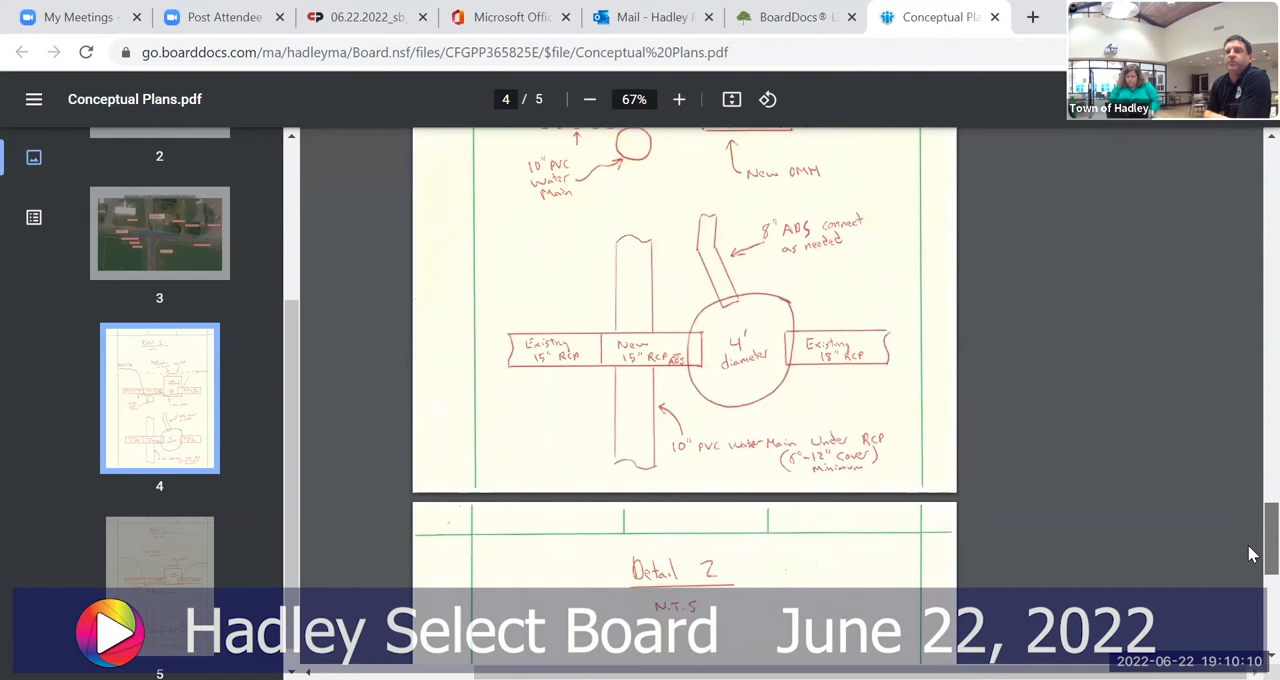 My Meetings -
Post Attendee
06.22.2022_sb_
Microsoft Offic
Mail - Hadley
BoardDocs® L
Conceptual Pla
go.boarddocs.com/ma/hadleyma/Board.nsf/files/CFGPP365825E/$file/Conceptual%20Plans.pdf
Town of Hadley
Conceptual Plans.pdf
4 / 5
67%
2
3
4
5
10" PVC
Water
Main
New DMH
8" ADS connect
as needed
Existing
15" RCP
New
15" RCP or
ADS
4'
diameter
Existing
18" RCP
10" PVC Water Main Under RCP
(6"-12" Cover)
Minimum
Detail 2
N.T.S
Hadley Select Board June 22, 2022
2022-06-22 19:10:10